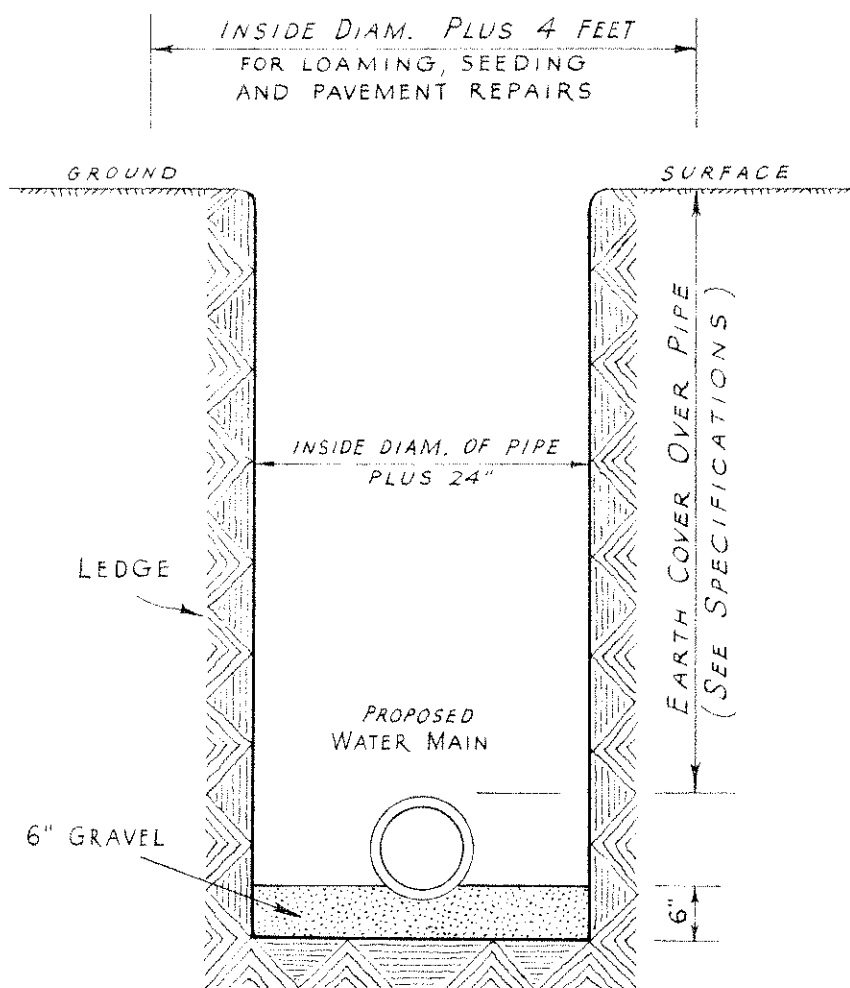 INSIDE DIAM. PLUS 4 FEET
FOR LOAMING, SEEDING
AND PAVEMENT REPAIRS
GROUND
SURFACE
INSIDE DIAM. OF PIPE
PLUS 24"
EARTH COVER OVER PIPE
(SEE SPECIFICATIONS)
LEDGE
PROPOSED
WATER MAIN
6" GRAVEL
6"